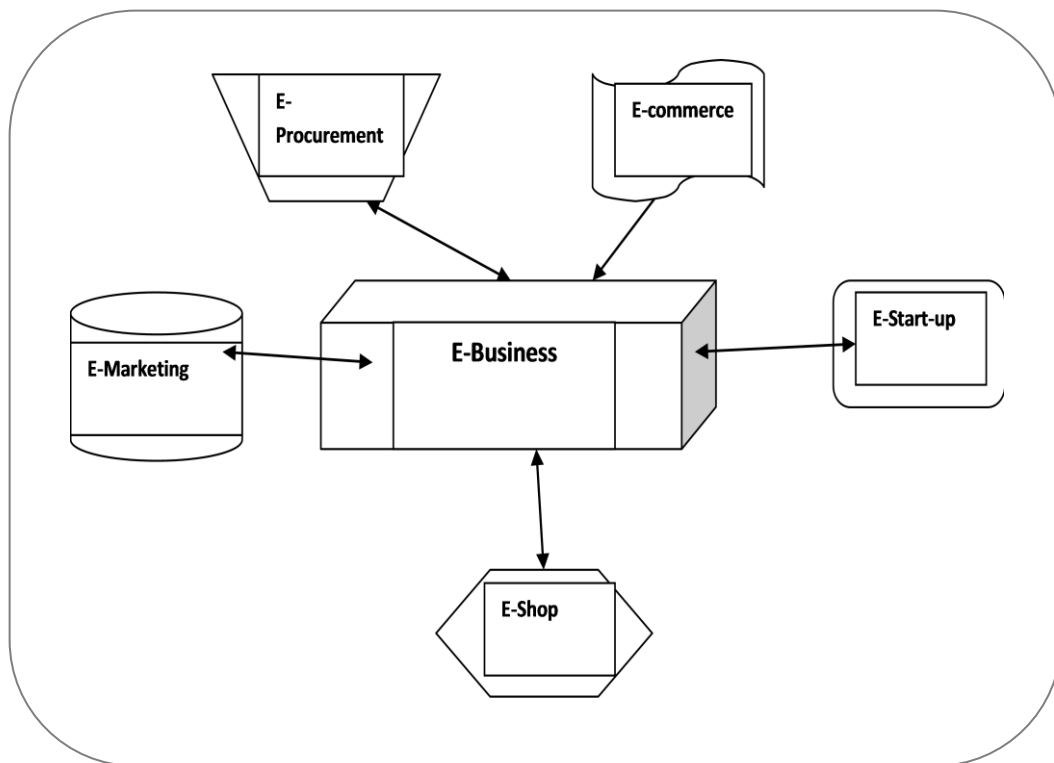 E-
Procurement
E-commerce
E-Start-up
E-Business
E-Marketing
E-Shop